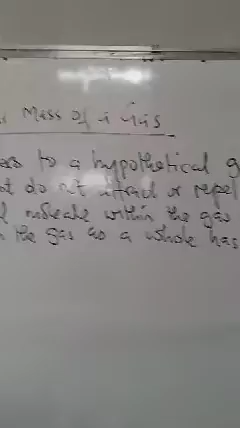 Mass of a Gas
to a hypothetical g
do not attract or repel
molecule within the gas
the gas as a whole has